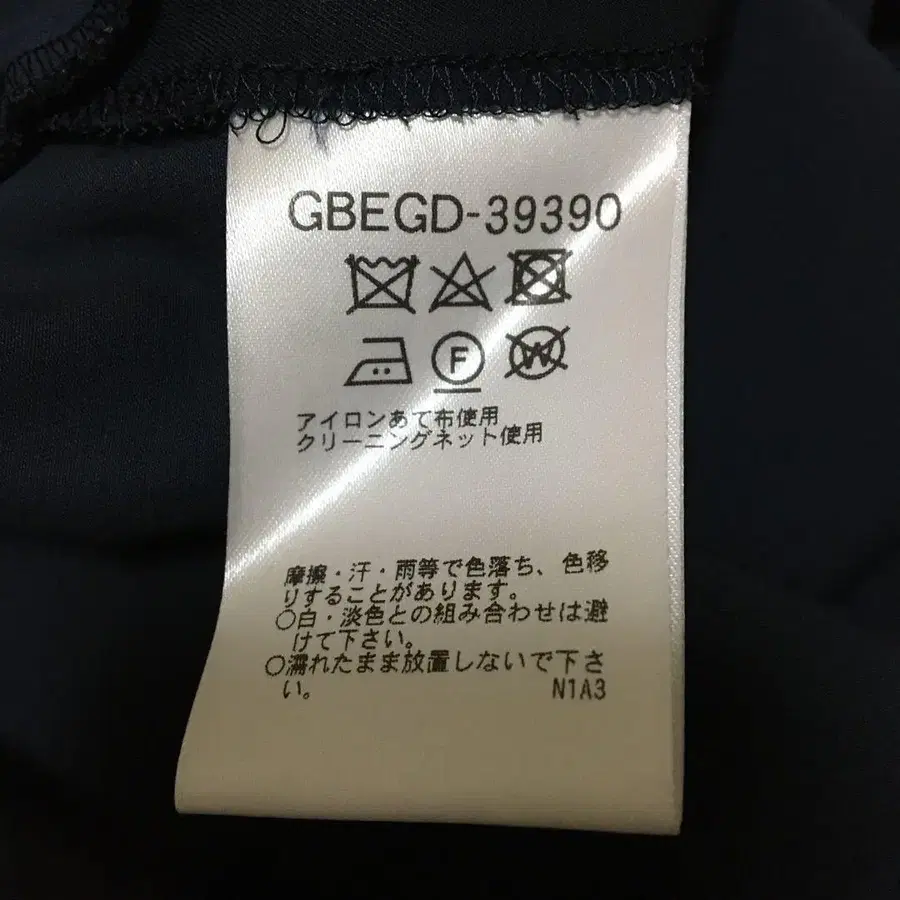 GBEGD-39390
F
W
アイロンあて布使用
クリーニングネット使用
摩擦・汗・雨等で色落ち、色移
りすることがあります。
○白・淡色との組み合わせは避
けて下さい。
○濡れたまま放置しないで下さ
い。 N1A3